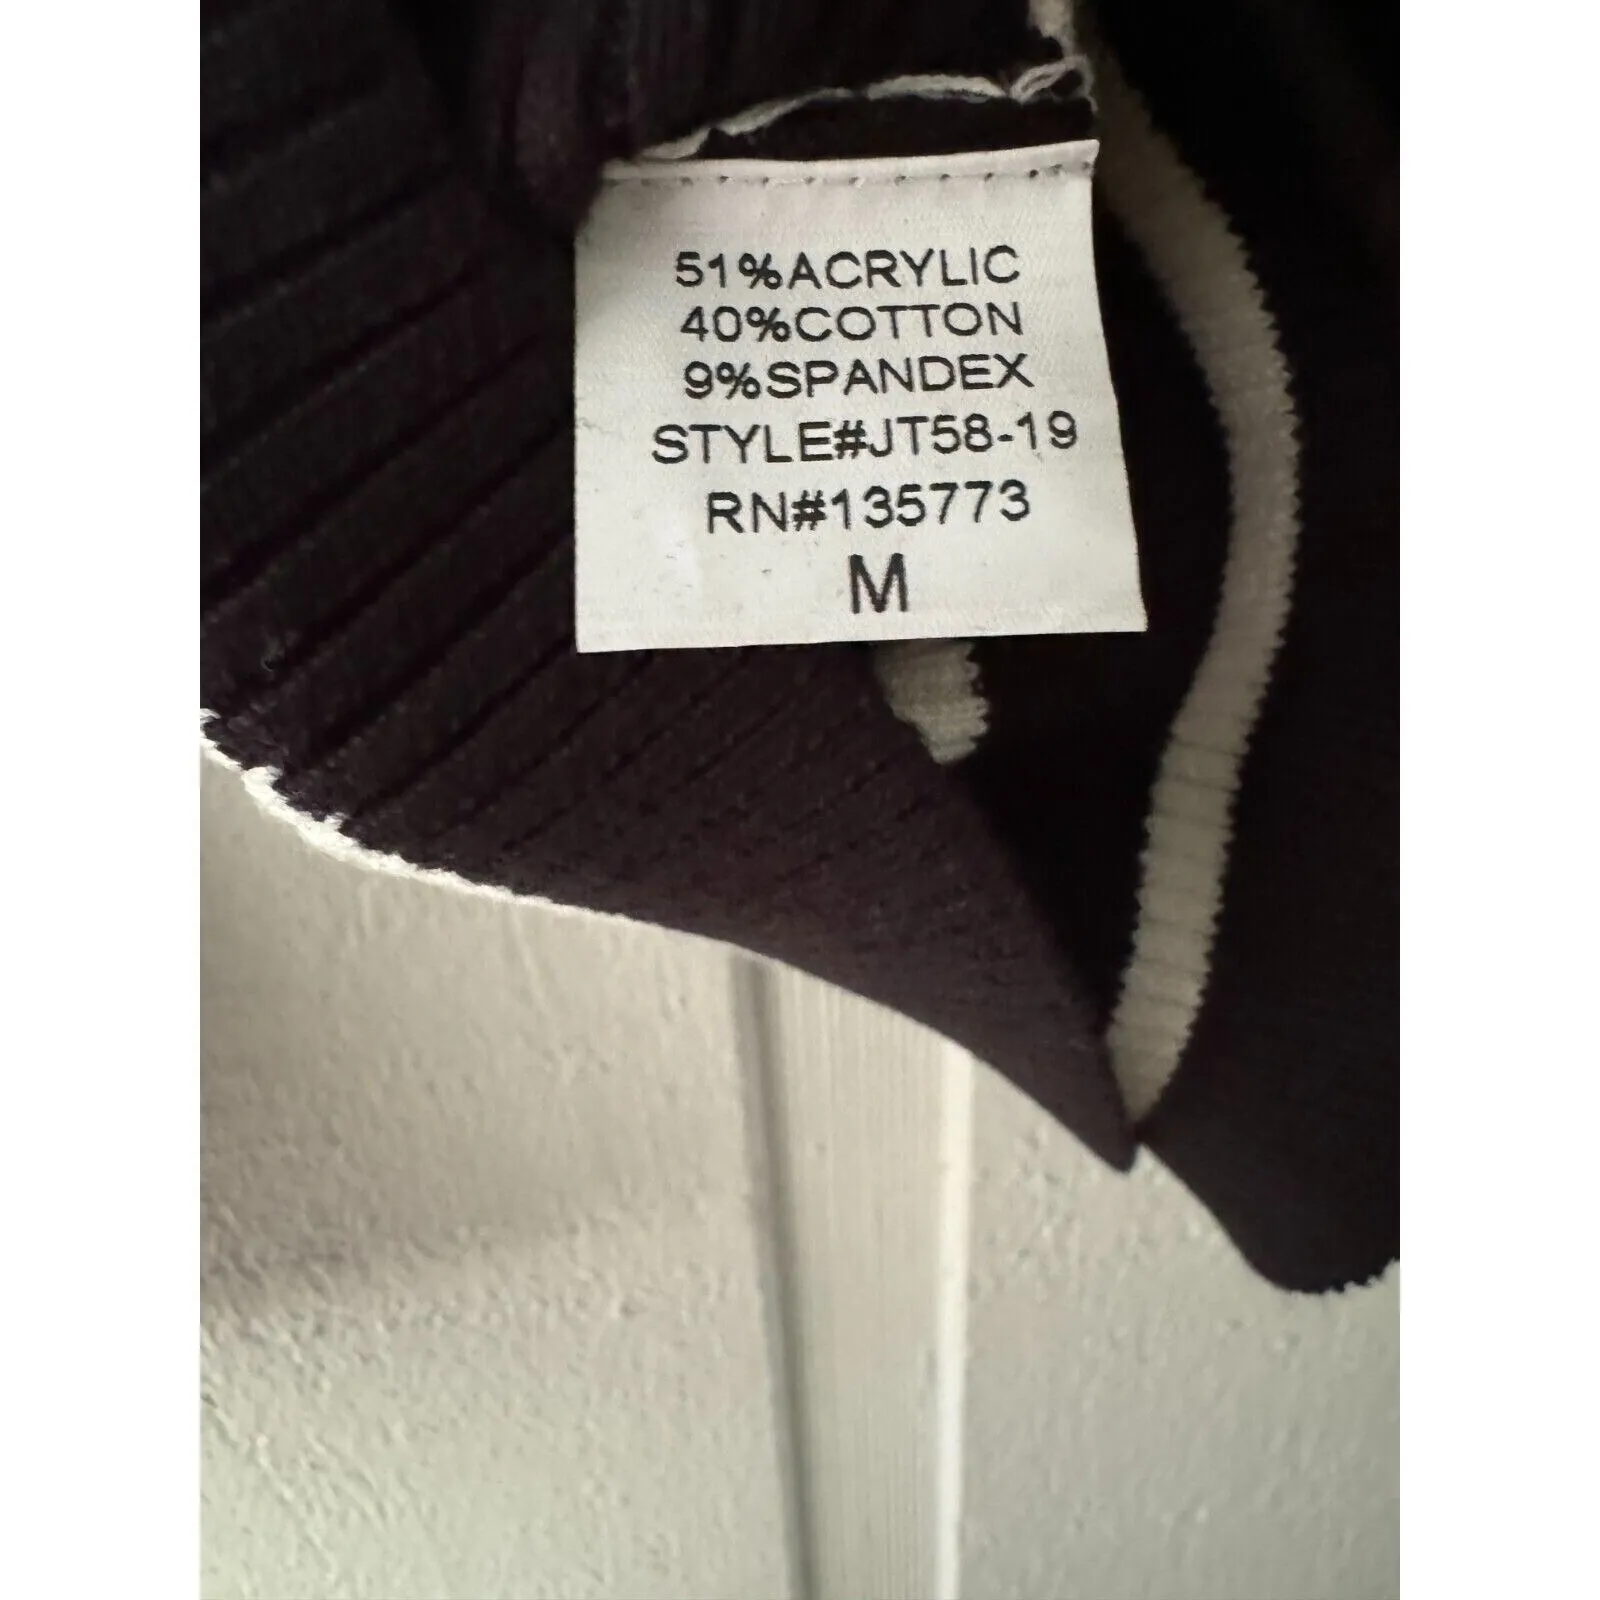 51%ACRYLIC
40%COTTON
9%SPANDEX
STYLE#JT58-19
RN#135773
M